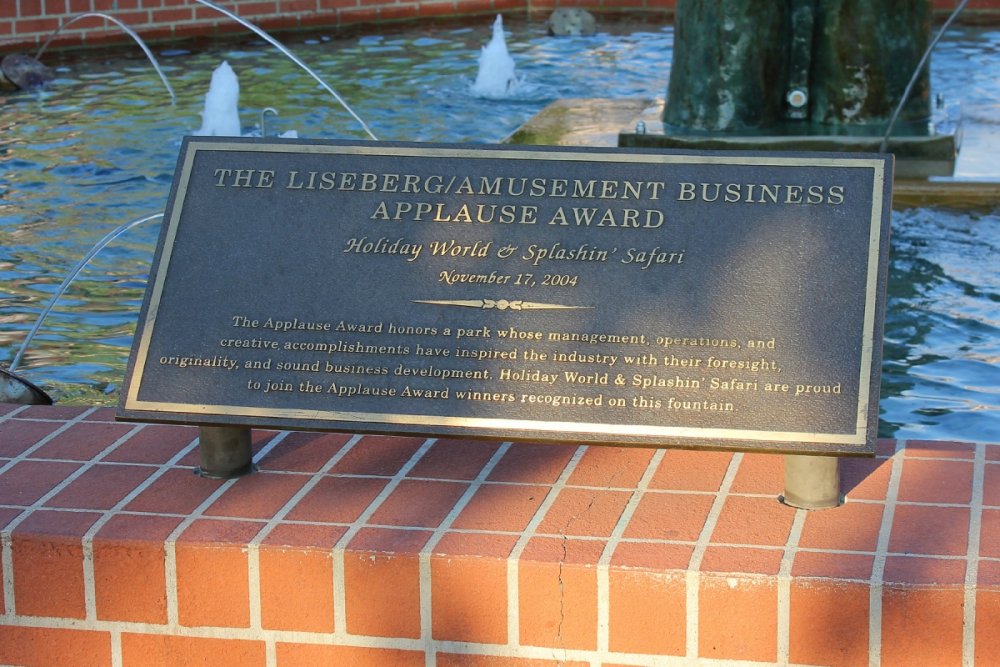 THE LISEBERG/AMUSEMENT BUSINESS
APPLAUSE AWARD
Holiday World & Splashin' Safari
November 17, 2004
The Applause Award honors a park whose management, operations, and
creative accomplishments have inspired the industry with their foresight,
originality, and sound business development. Holiday World & Splashin' Safari are proud
to join the Applause Award winners recognized on this fountain.